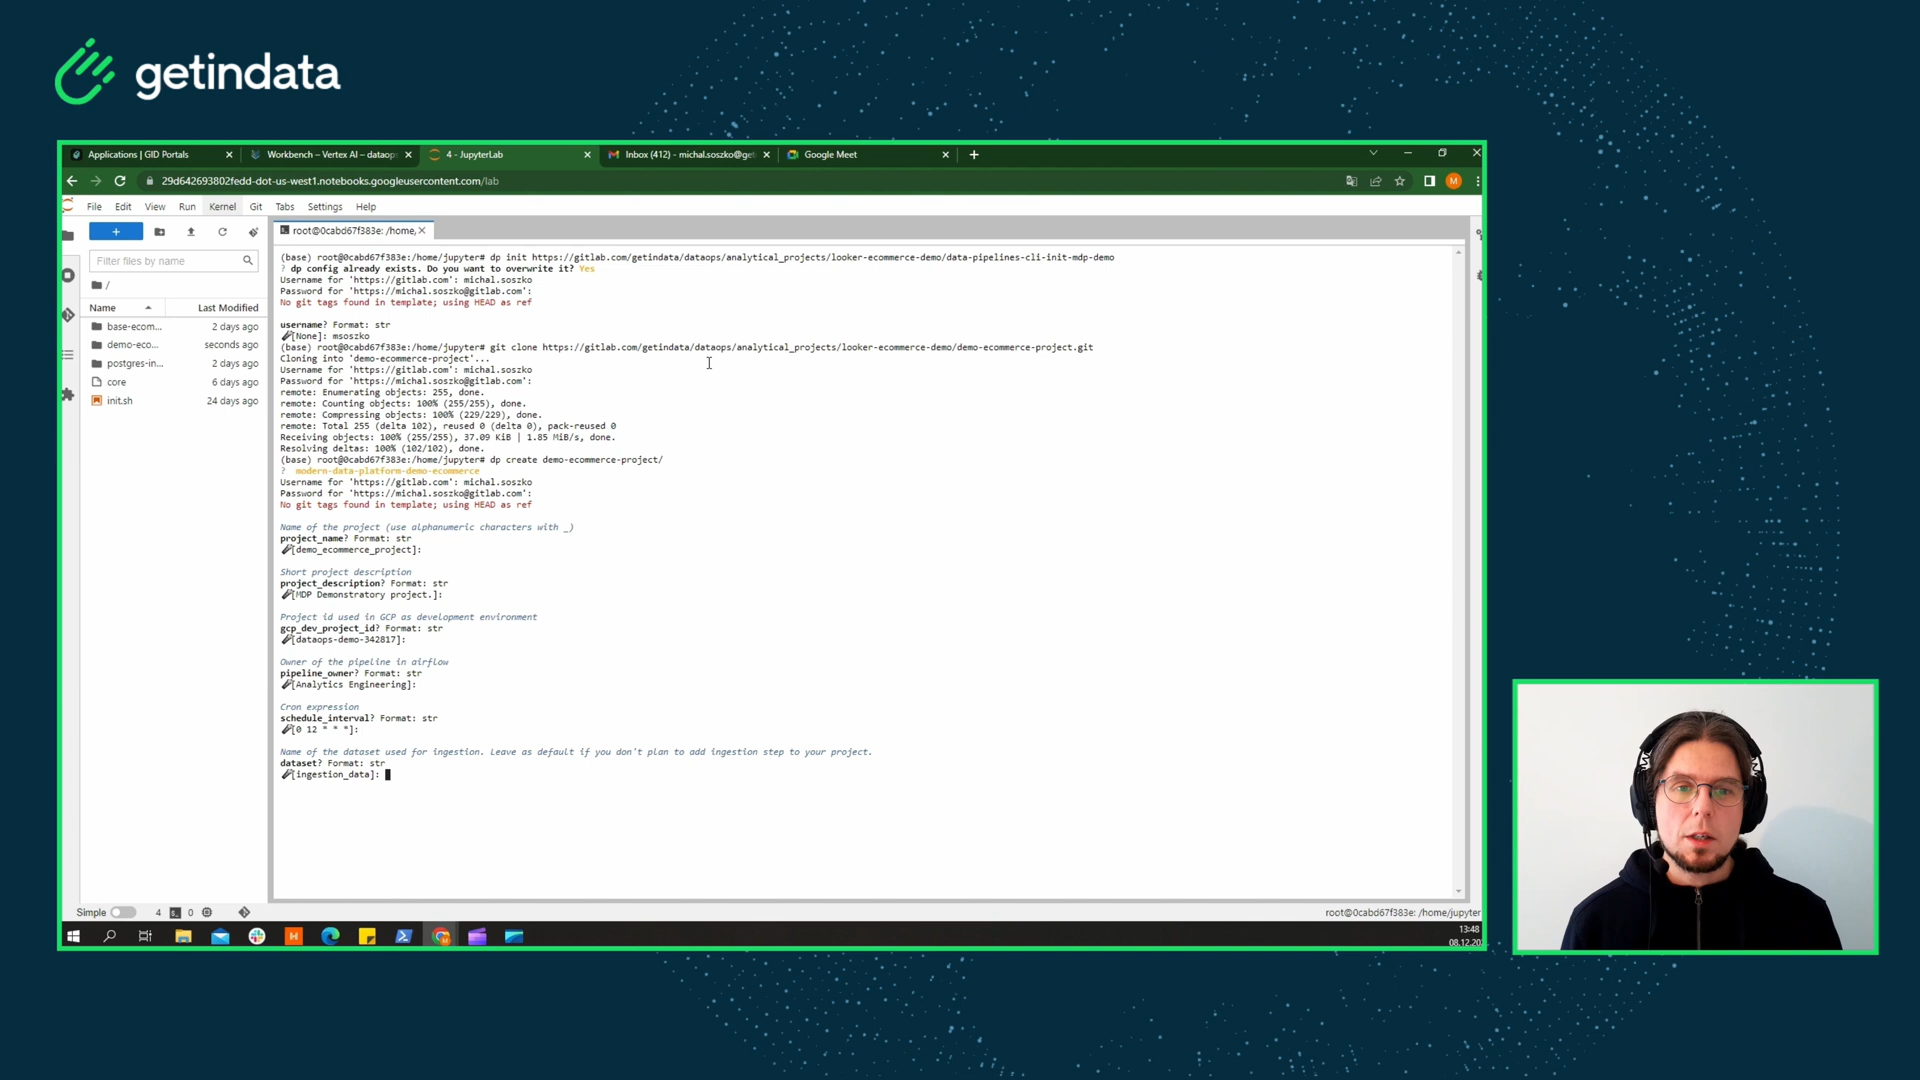 getindata
Applications | GID Portals
Workbench – Vertex AI – dataops
4 - JupyterLab
Inbox (412) - michal.soszko@get
Google Meet
29d642693802fedd-dot-us-west1.notebooks.googleusercontent.com/lab
M
File Edit View Run Kernel Git Tabs Settings Help
root@0cabd67f383e: /home,
Filter files by name
/
Name Last Modified
base-ecom... 2 days ago
demo-eco... seconds ago
postgres-in... 2 days ago
core 6 days ago
init.sh 24 days ago
(base) root@0cabd67f383e:/home/jupyter# dp init https://gitlab.com/getindata/dataops/analytical_projects/looker-ecommerce-demo/data-pipelines-cli-init-mdp-demo
? dp config already exists. Do you want to overwrite it? Yes
Username for 'https://gitlab.com': michal.soszko
Password for 'https://michal.soszko@gitlab.com':
No git tags found in template; using HEAD as ref
username? Format: str
[None]: msoszko
(base) root@0cabd67f383e:/home/jupyter# git clone https://gitlab.com/getindata/dataops/analytical_projects/looker-ecommerce-demo/demo-ecommerce-project.git
Cloning into 'demo-ecommerce-project'...
Username for 'https://gitlab.com': michal.soszko
Password for 'https://michal.soszko@gitlab.com':
remote: Enumerating objects: 255, done.
remote: Counting objects: 100% (255/255), done.
remote: Compressing objects: 100% (229/229), done.
remote: Total 255 (delta 102), reused 0 (delta 0), pack-reused 0
Receiving objects: 100% (255/255), 37.09 KiB | 1.85 MiB/s, done.
Resolving deltas: 100% (102/102), done.
(base) root@0cabd67f383e:/home/jupyter# dp create demo-ecommerce-project/
? modern-data-platform-demo-ecommerce
Username for 'https://gitlab.com': michal.soszko
Password for 'https://michal.soszko@gitlab.com':
No git tags found in template; using HEAD as ref
Name of the project (use alphanumeric characters with _)
project_name? Format: str
[demo_ecommerce_project]:
Short project description
project_description? Format: str
[MDP Demonstratory project.]:
Project id used in GCP as development environment
gcp_dev_project_id? Format: str
[dataops-demo-342817]:
Owner of the pipeline in airflow
pipeline_owner? Format: str
[Analytics Engineering]:
Cron expression
schedule_interval? Format: str
[0 12 * * *]:
Name of the dataset used for ingestion. Leave as default if you don't plan to add ingestion step to your project.
dataset? Format: str
[ingestion_data]:
Simple 4 0
root@0cabd67f383e: /home/jupyter
13:48
08.12.20